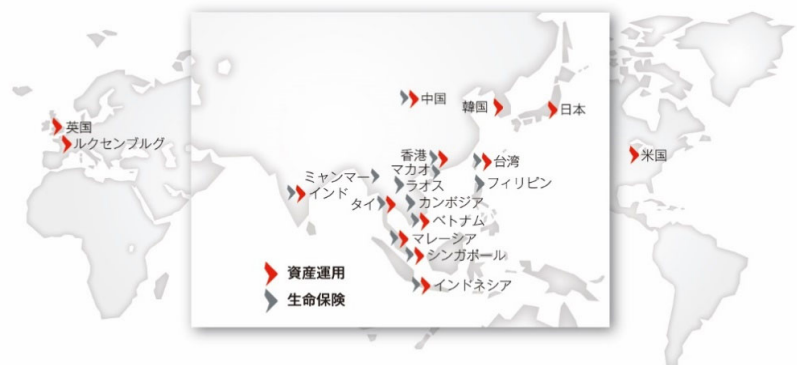 中国
韓国
日本
英国
ルクセンブルグ
香港
マカオ
台湾
米国
ミャンマー
ラオス
フィリピン
インド
タイ
カンボジア
ベトナム
マレーシア
シンガポール
資産運用
インドネシア
生命保険